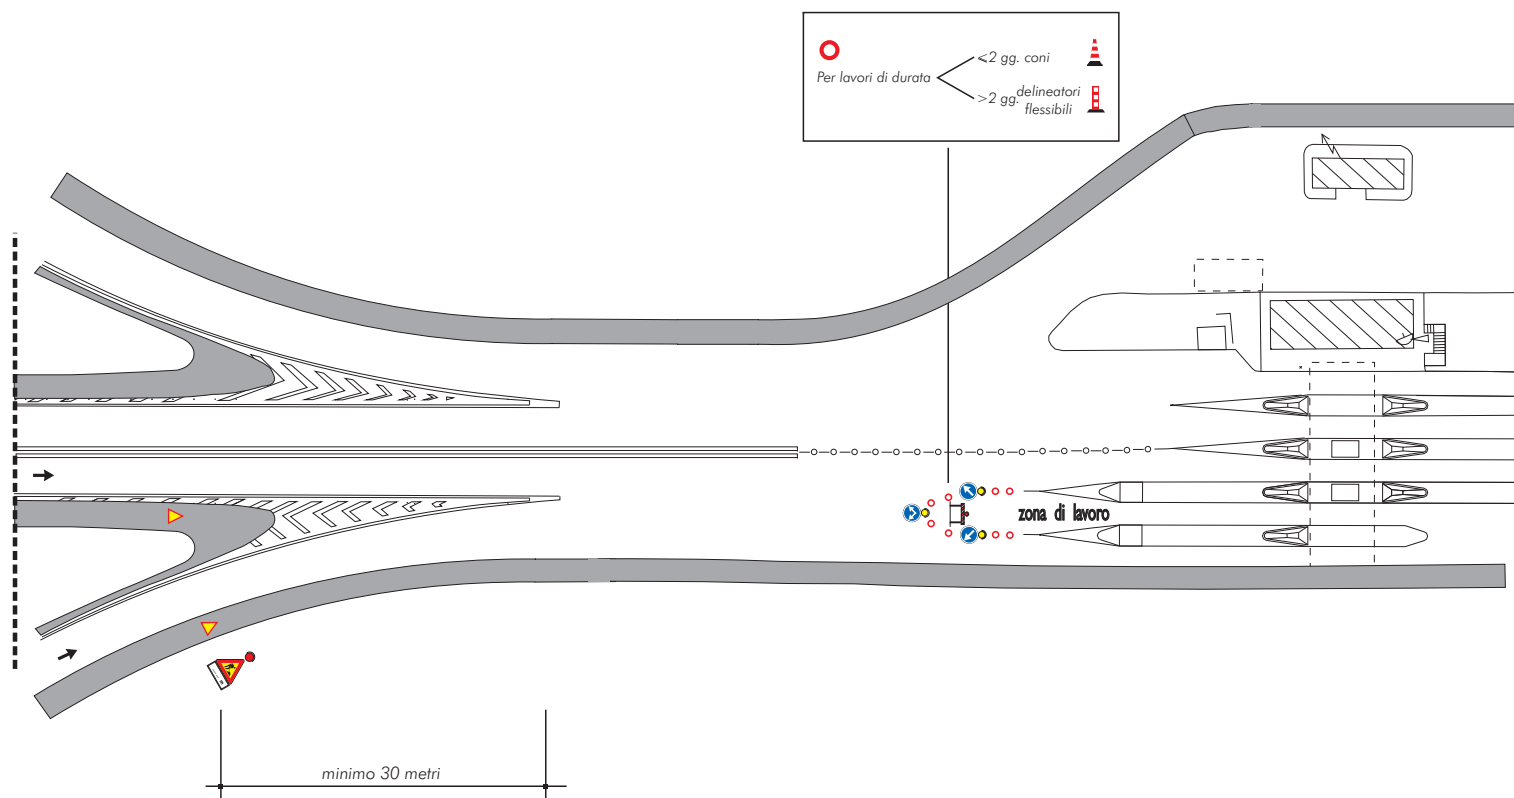 ⩽2 gg. coni
Per lavori di durata
>2 gg. delineatori
flessibili
zona di lavoro
minimo 30 metri